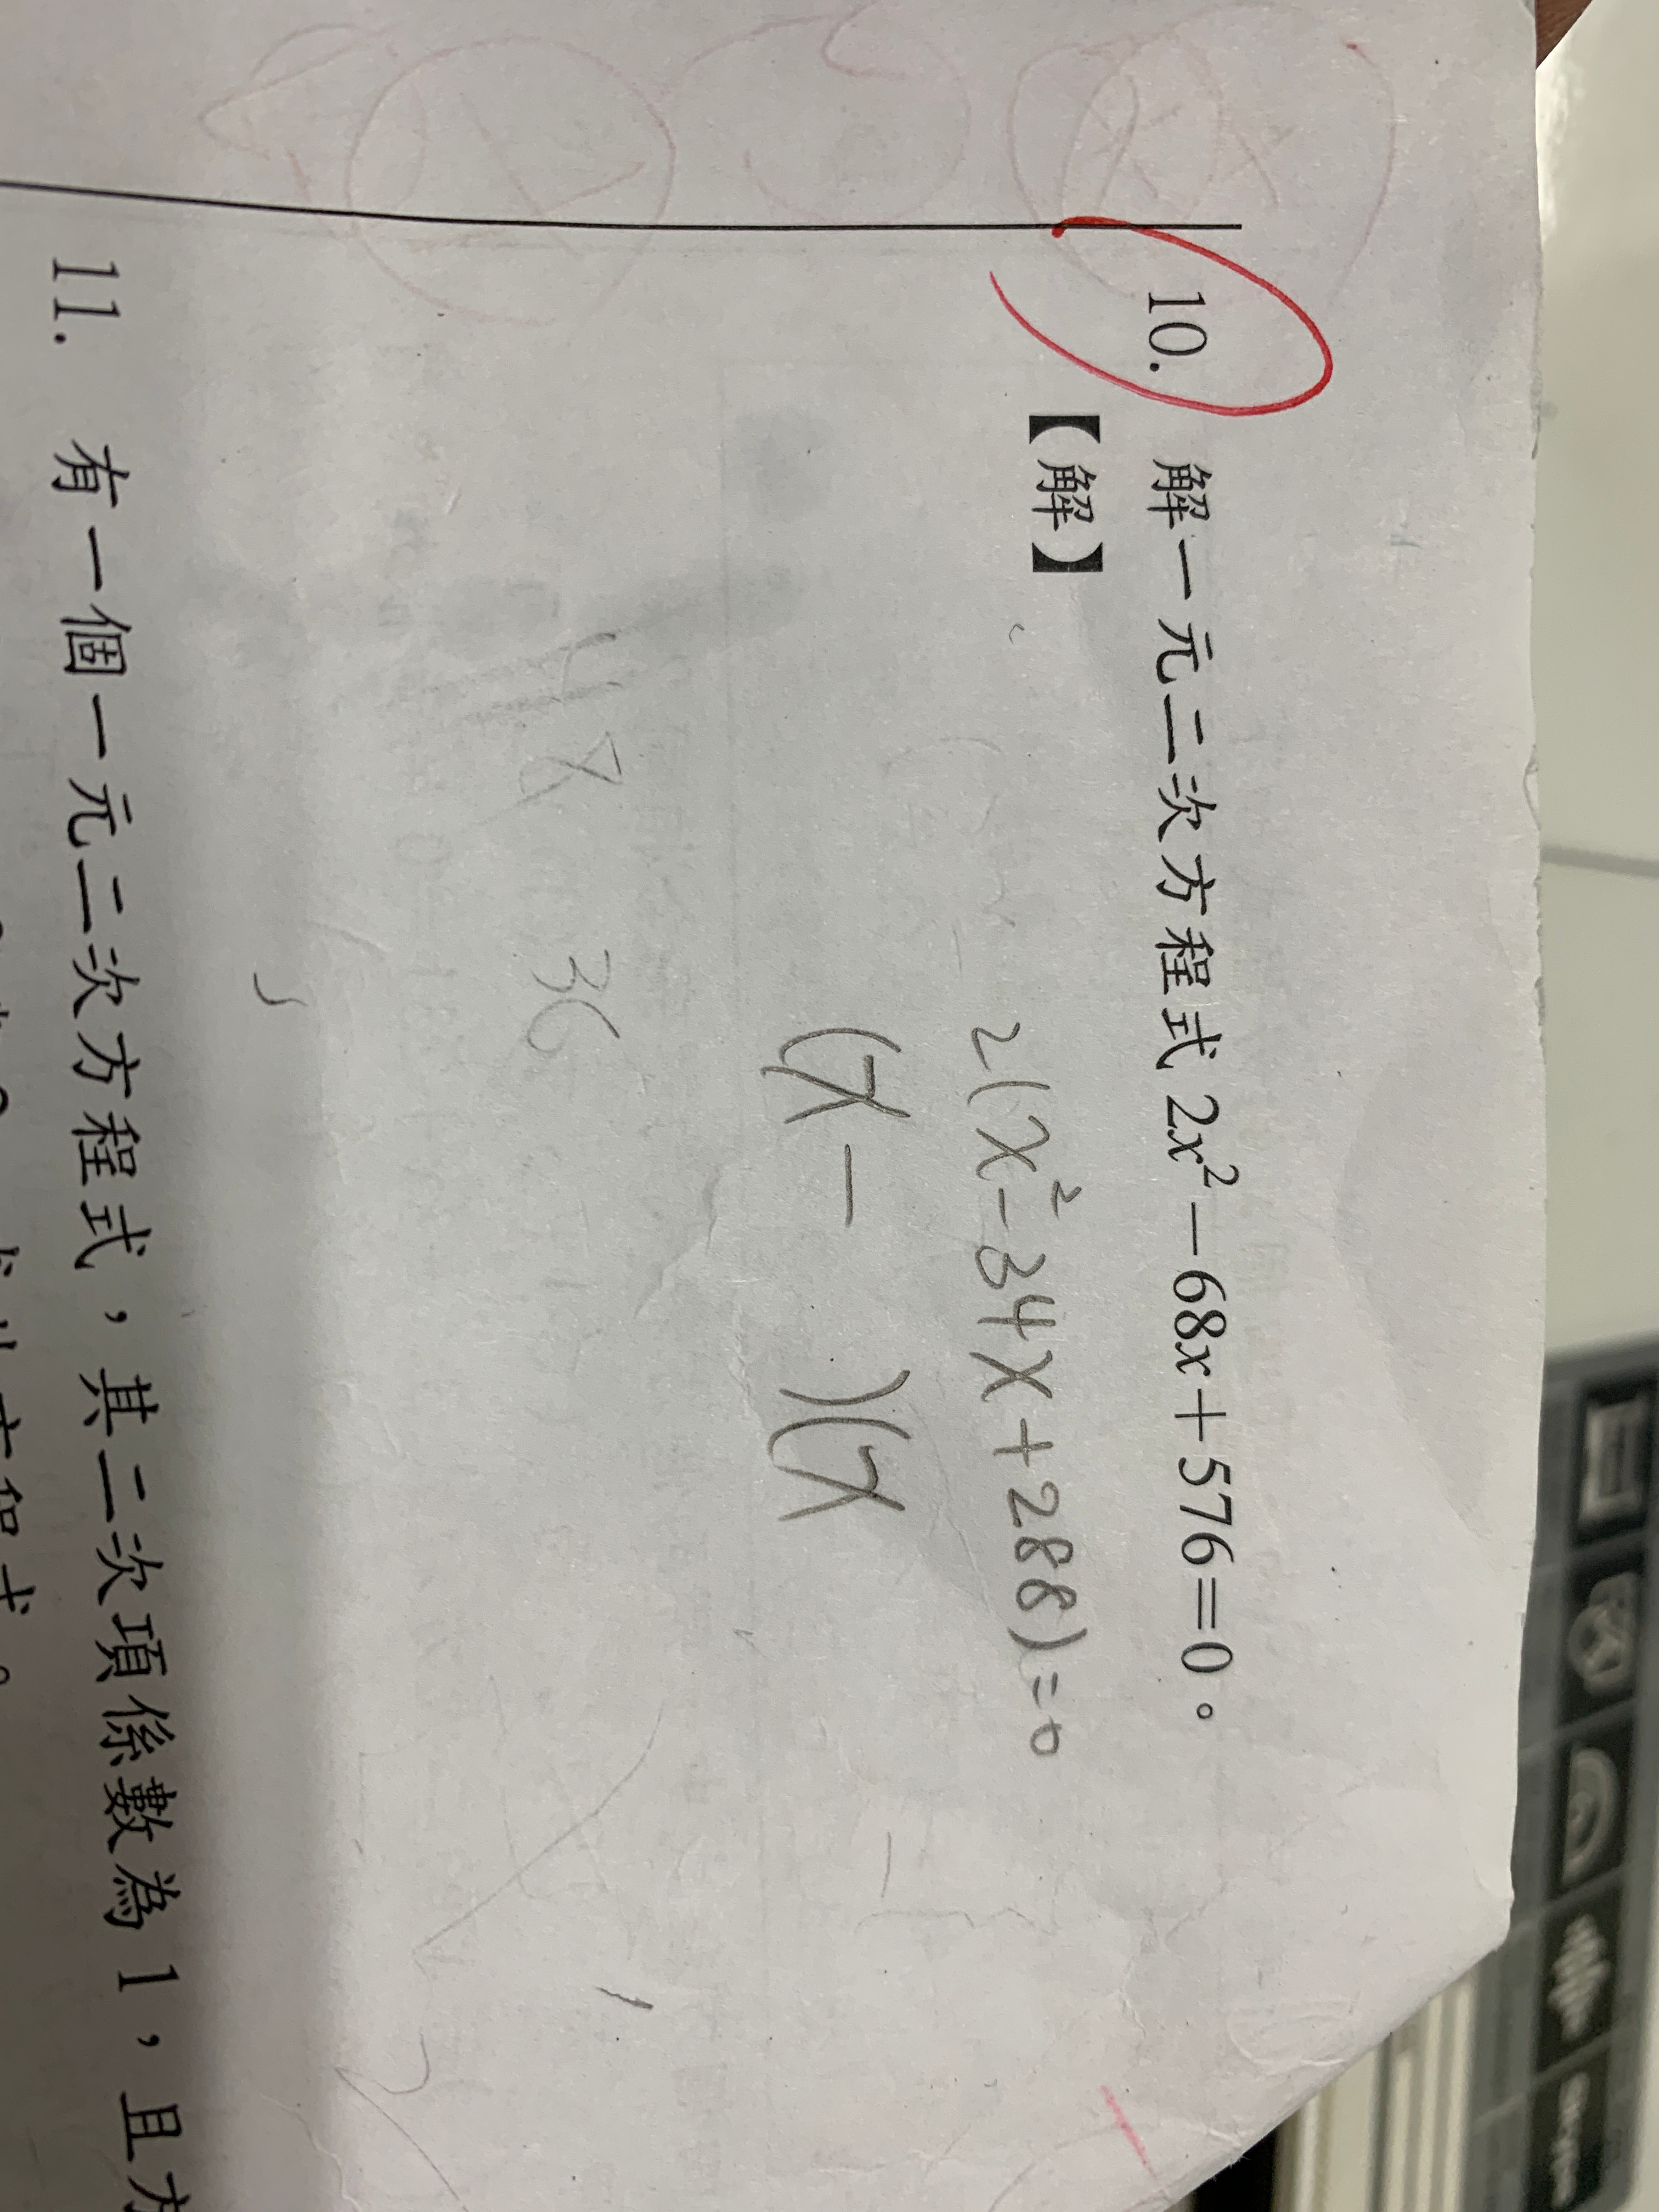 10. 解一元二次方程式 2x²－68x＋576＝0。
【解】
2(x²-34x+288)=0
(x- )(x
48 36
11. 有一個一元二次方程式，其二次項係數為 1，且方